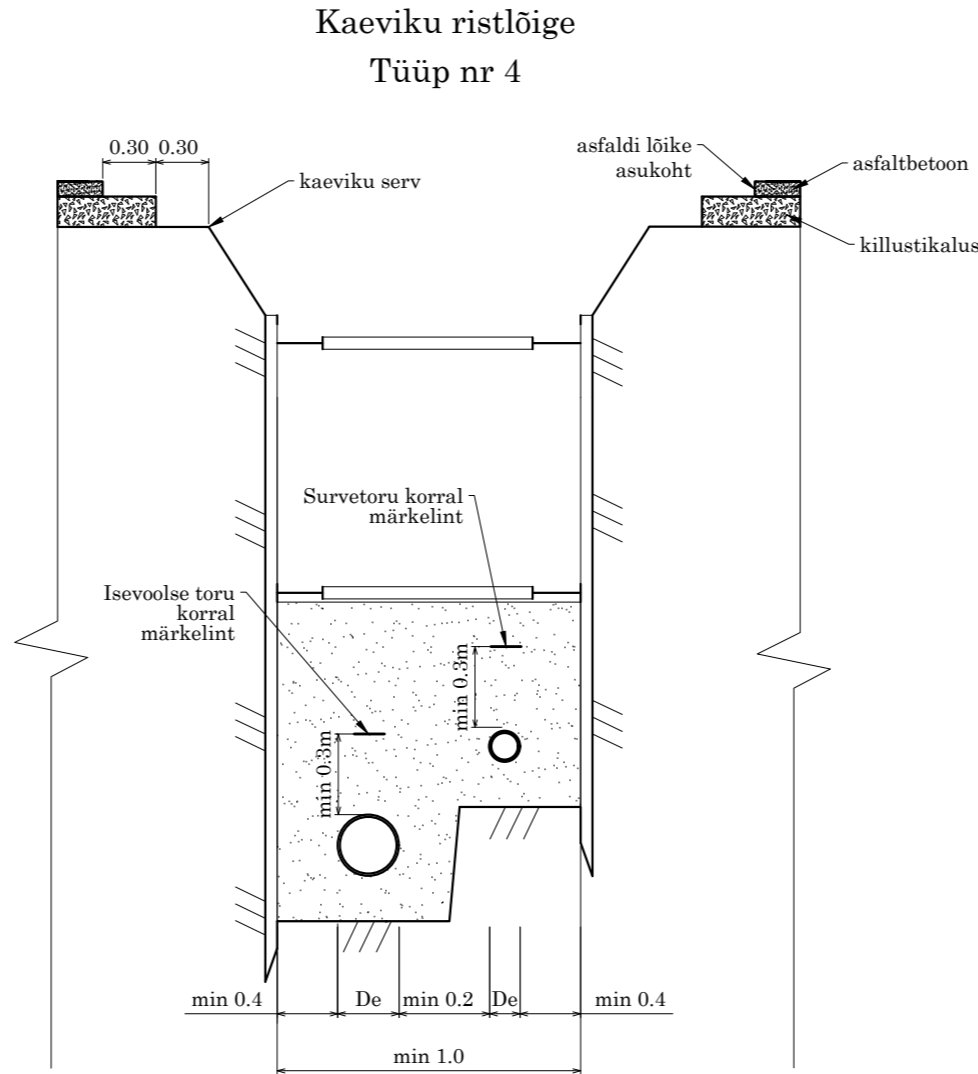 Kaeviku ristlõige
Tüüp nr 4
0.30 0.30
kaeviku serv
asfaldi lõike
asukoht
asfaltbetoon
killustikalus
Survetoru korral
märkelint
Isevoolse toru
korral
märkelint
min 0.3m
min 0.3m
min 0.4 De min 0.2 De min 0.4
min 1.0